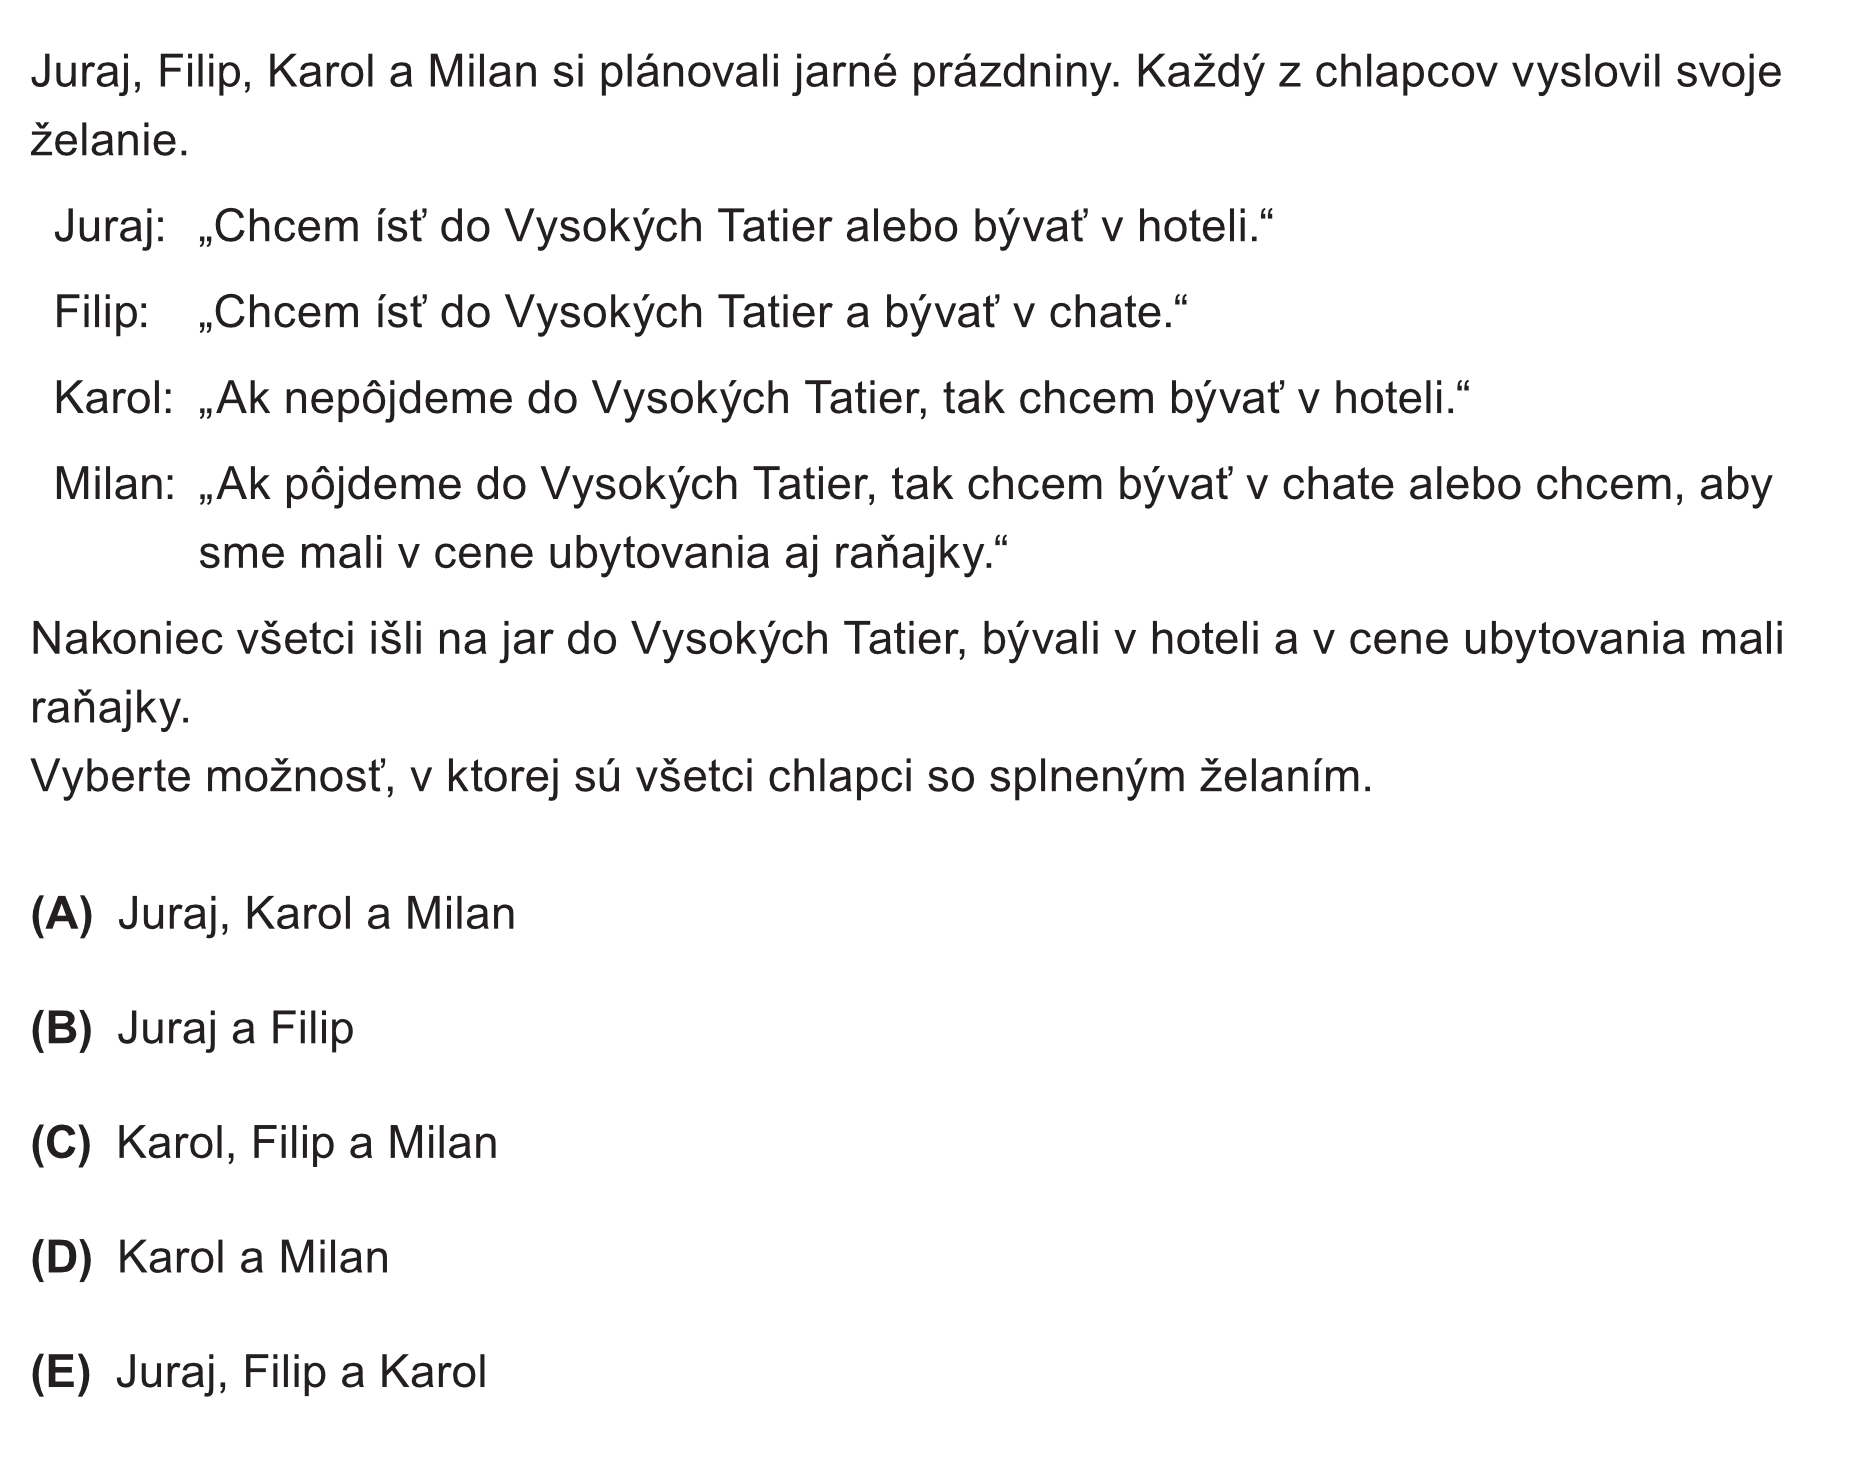 Juraj, Filip, Karol a Milan si plánovali jarné prázdniny. Každý z chlapcov vyslovil svoje
želanie.
Juraj: „Chcem ísť do Vysokých Tatier alebo bývať v hoteli.“
Filip: „Chcem ísť do Vysokých Tatier a bývať v chate.“
Karol: „Ak nepôjdeme do Vysokých Tatier, tak chcem bývať v hoteli.“
Milan: „Ak pôjdeme do Vysokých Tatier, tak chcem bývať v chate alebo chcem, aby
sme mali v cene ubytovania aj raňajky.“
Nakoniec všetci išli na jar do Vysokých Tatier, bývali v hoteli a v cene ubytovania mali
raňajky.
Vyberte možnosť, v ktorej sú všetci chlapci so splneným želaním.
(A) Juraj, Karol a Milan
(B) Juraj a Filip
(C) Karol, Filip a Milan
(D) Karol a Milan
(E) Juraj, Filip a Karol